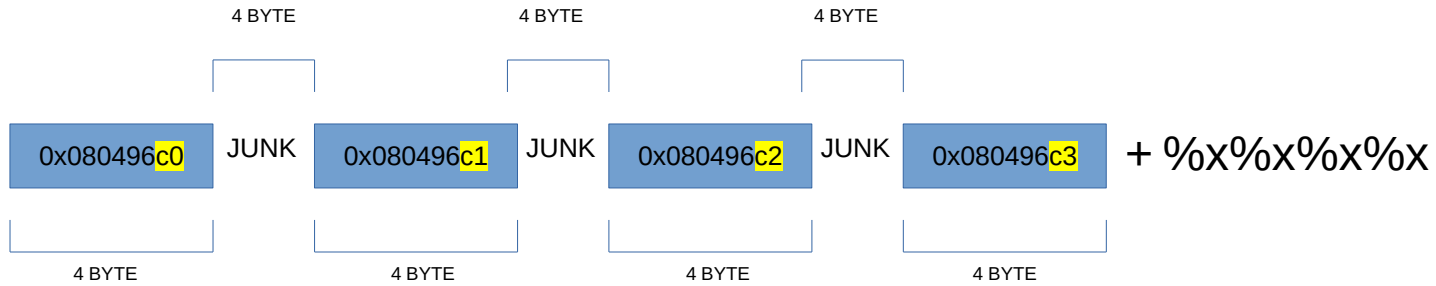 4 BYTE 4 BYTE 4 BYTE
0x080496c0 JUNK 0x080496c1 JUNK 0x080496c2 JUNK 0x080496c3 + %x%x%x%x
4 BYTE 4 BYTE 4 BYTE 4 BYTE